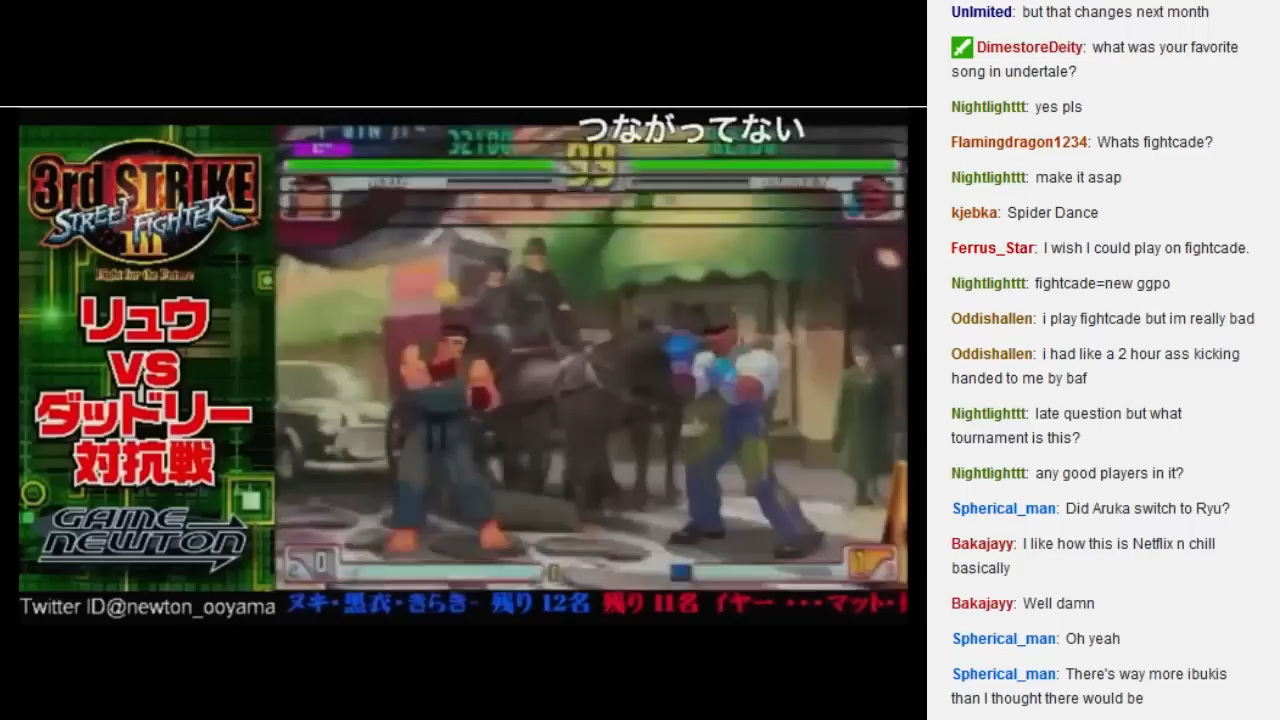 3rd STRIKE
STREET FIGHTER
III
Fight for the Future
リュウ
VS
ダッドリー
対抗戦
GAME
NEWTON
Twitter ID@newton_ooyama
つながってない
99
ヌキ・黒衣・きらき- 残り 12名 残り 11名 イヤー ・・・マット・
Unlmited: but that changes next month
DimestoreDeity: what was your favorite
song in undertale?
Nightlighttt: yes pls
Flamingdragon1234: Whats fightcade?
Nightlighttt: make it asap
kjebka: Spider Dance
Ferrus_Star: I wish I could play on fightcade.
Nightlighttt: fightcade=new ggpo
Oddishallen: i play fightcade but im really bad
Oddishallen: i had like a 2 hour ass kicking
handed to me by baf
Nightlighttt: late question but what
tournament is this?
Nightlighttt: any good players in it?
Spherical_man: Did Aruka switch to Ryu?
Bakajayy: I like how this is Netflix n chill
basically
Bakajayy: Well damn
Spherical_man: Oh yeah
Spherical_man: There's way more ibukis
than I thought there would be